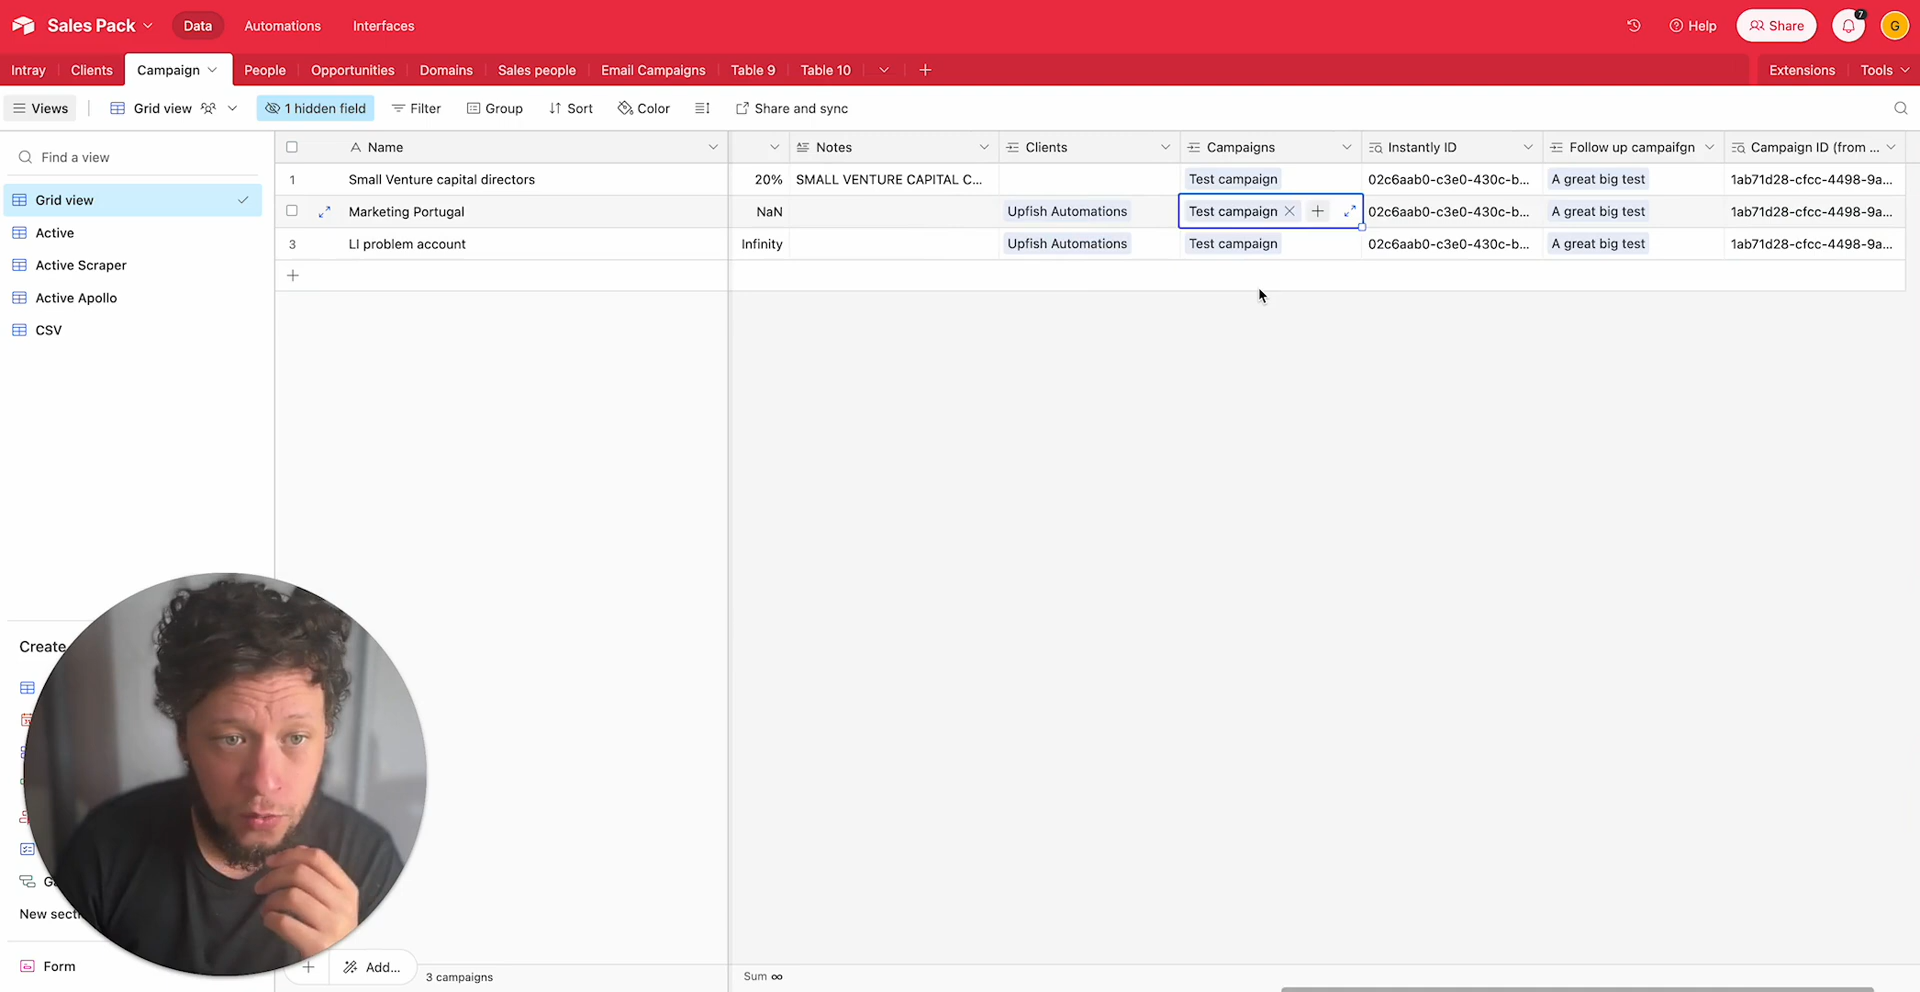 Sales Pack
Data
Automations
Interfaces
Help
Share
7
G
Intray
Clients
Campaign
People
Opportunities
Domains
Sales people
Email Campaigns
Table 9
Table 10
Extensions
Tools
Views
Grid view
1 hidden field
Filter
Group
Sort
Color
Share and sync
Find a view
Grid view
Active
Active Scraper
Active Apollo
CSV
Create
New sect
Form
Name
Notes
Clients
Campaigns
Instantly ID
Follow up campaifgn
Campaign ID (from ...
1 Small Venture capital directors 20% SMALL VENTURE CAPITAL C... Test campaign 02c6aab0-c3e0-430c-b... A great big test 1ab71d28-cfcc-4498-9a...
Marketing Portugal NaN Upfish Automations Test campaign 02c6aab0-c3e0-430c-b... A great big test 1ab71d28-cfcc-4498-9a...
3 LI problem account Infinity Upfish Automations Test campaign 02c6aab0-c3e0-430c-b... A great big test 1ab71d28-cfcc-4498-9a...
Add...
3 campaigns
Sum ∞